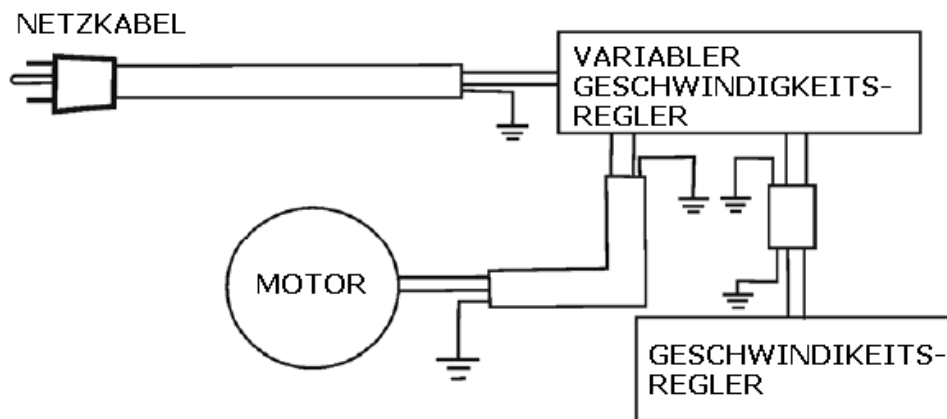 NETZKABEL
VARIABLER
GESCHWINDIGKEITS-
REGLER
MOTOR
GESCHWINDIKEITS-
REGLER